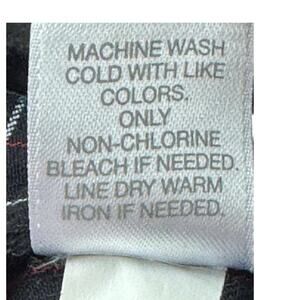 MACHINE WASH
COLD WITH LIKE
COLORS.
ONLY
NON-CHLORINE
BLEACH IF NEEDED.
LINE DRY WARM
IRON IF NEEDED.